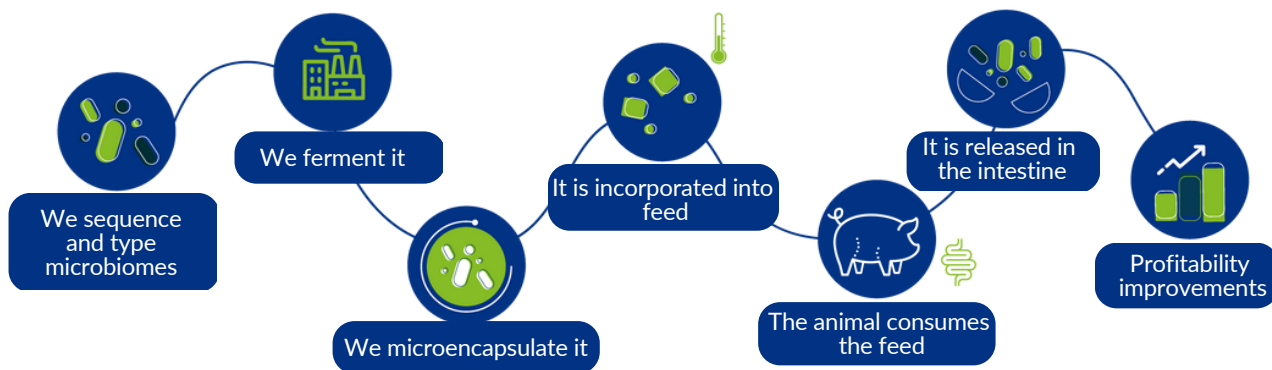 We sequence
and type
microbiomes
We ferment it
We microencapsulate it
It is incorporated into
feed
The animal consumes
the feed
It is released in
the intestine
Profitability
improvements